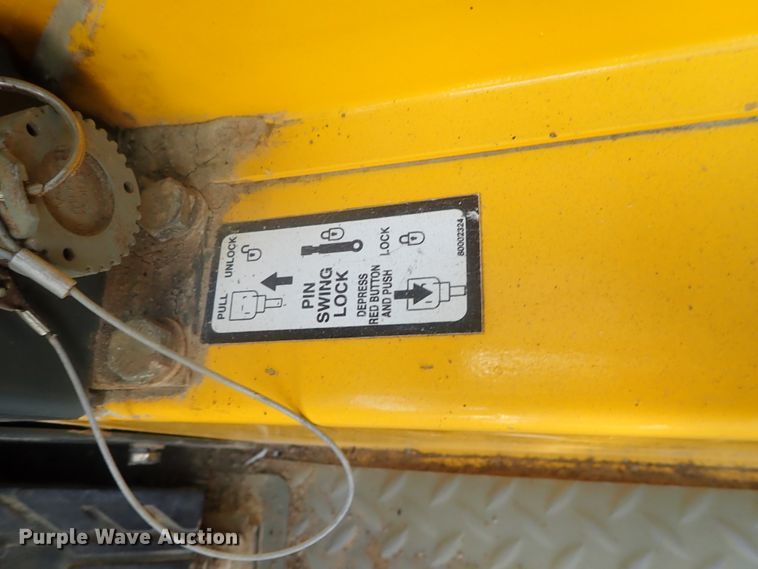 PULL UNLOCK
PIN
SWING
LOCK
DEPRESS
RED BUTTON
AND PUSH
LOCK
80002324
Purple Wave Auction